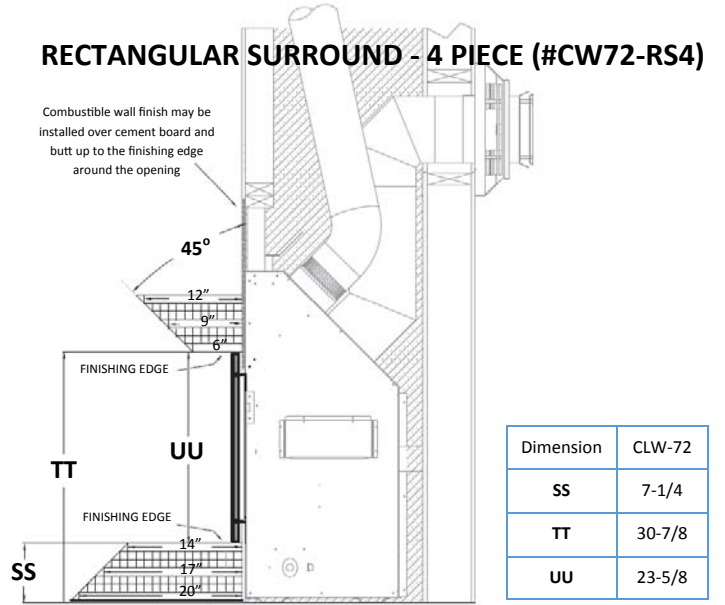 RECTANGULAR SURROUND - 4 PIECE (#CW72-RS4)
Combustible wall finish may be
installed over cement board and
butt up to the finishing edge
around the opening
45°
12"
9"
6"
FINISHING EDGE
UU
TT
FINISHING EDGE
14"
17"
20"
SS
Dimension CLW-72
SS 7-1/4
TT 30-7/8
UU 23-5/8